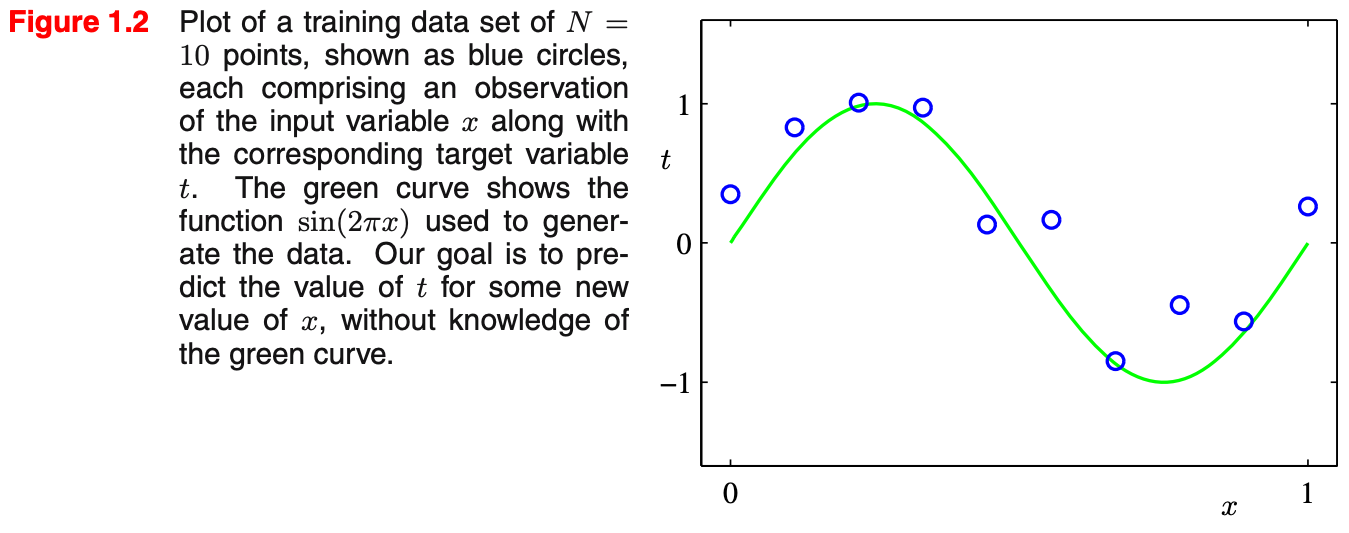 Figure 1.2 Plot of a training data set of N =
10 points, shown as blue circles,
each comprising an observation
of the input variable x along with
the corresponding target variable
t. The green curve shows the
function sin(2πx) used to gener-
ate the data. Our goal is to pre-
dict the value of t for some new
value of x, without knowledge of
the green curve.
1
t
0
−1
0
x
1